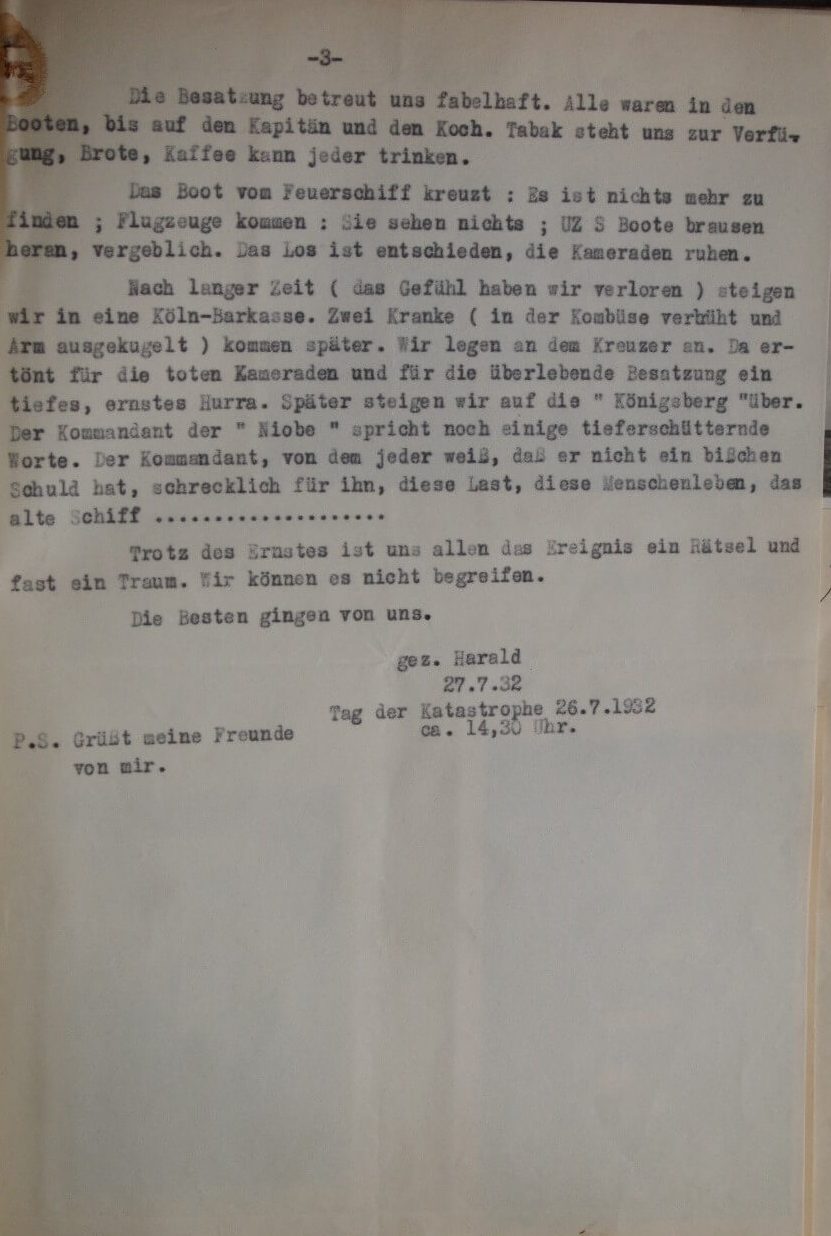 -3-
Die Besatzung betreut uns fabelhaft. Alle waren in den
Booten, bis auf den Kapitän und den Koch. Tabak steht uns zur Verfü-
gung, Brote, Kaffee kann jeder trinken.
Das Boot vom Feuerschiff kreuzt : Es ist nichts mehr zu
finden ; Flugzeuge kommen : Sie sehen nichts ; UZ S Boote brausen
heran, vergeblich. Das Los ist entschieden, die Kameraden ruhen.
Nach langer Zeit ( das Gefühl haben wir verloren ) steigen
wir in eine Köln-Barkasse. Zwei Kranke ( in der Kombüse verbüht und
Arm ausgekugelt ) kommen später. Wir legen an dem Kreuzer an. Da er-
tönt für die toten Kameraden und für die überlebende Besatzung ein
tiefes, ernstes Hurra. Später steigen wir auf die " Königsberg "über.
Der Kommandant der " Niobe " spricht noch einige tieferschütternde
Worte. Der Kommandant, von dem jeder weiß, daß er nicht ein bißchen
Schuld hat, schrecklich für ihn, diese Last, diese Menschenleben, das
alte Schiff ....................
Trotz des Ernstes ist uns allen das Ereignis ein Rätsel und
fast ein Traum. Wir können es nicht begreifen.
Die Besten gingen von uns.
gez. Harald
27.7.32
Tag der Katastrophe 26.7.1932
ca. 14,30 Uhr.
P.S. Grüßt meine Freunde
von mir.